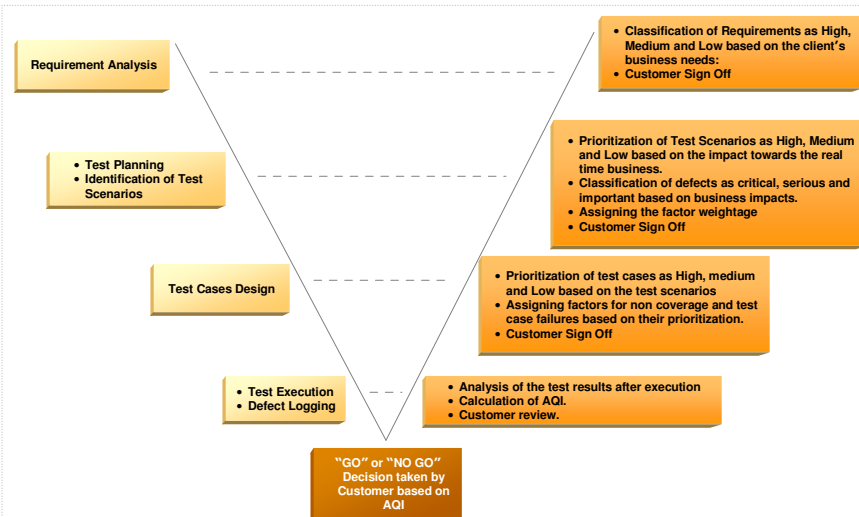 Requirement Analysis
• Classification of Requirements as High,
Medium and Low based on the client's
business needs:
• Customer Sign Off
• Test Planning
• Identification of Test
Scenarios
• Prioritization of Test Scenarios as High, Medium
and Low based on the impact towards the real
time business.
• Classification of defects as critical, serious and
important based on business impacts.
• Assigning the factor weightage
• Customer Sign Off
Test Cases Design
• Prioritization of test cases as High, medium
and Low based on the test scenarios
• Assigning factors for non coverage and test
case failures based on their prioritization.
• Customer Sign Off
• Test Execution
• Defect Logging
• Analysis of the test results after execution
• Calculation of AQI.
• Customer review.
“GO” or “NO GO”
Decision taken by
Customer based on
AQI